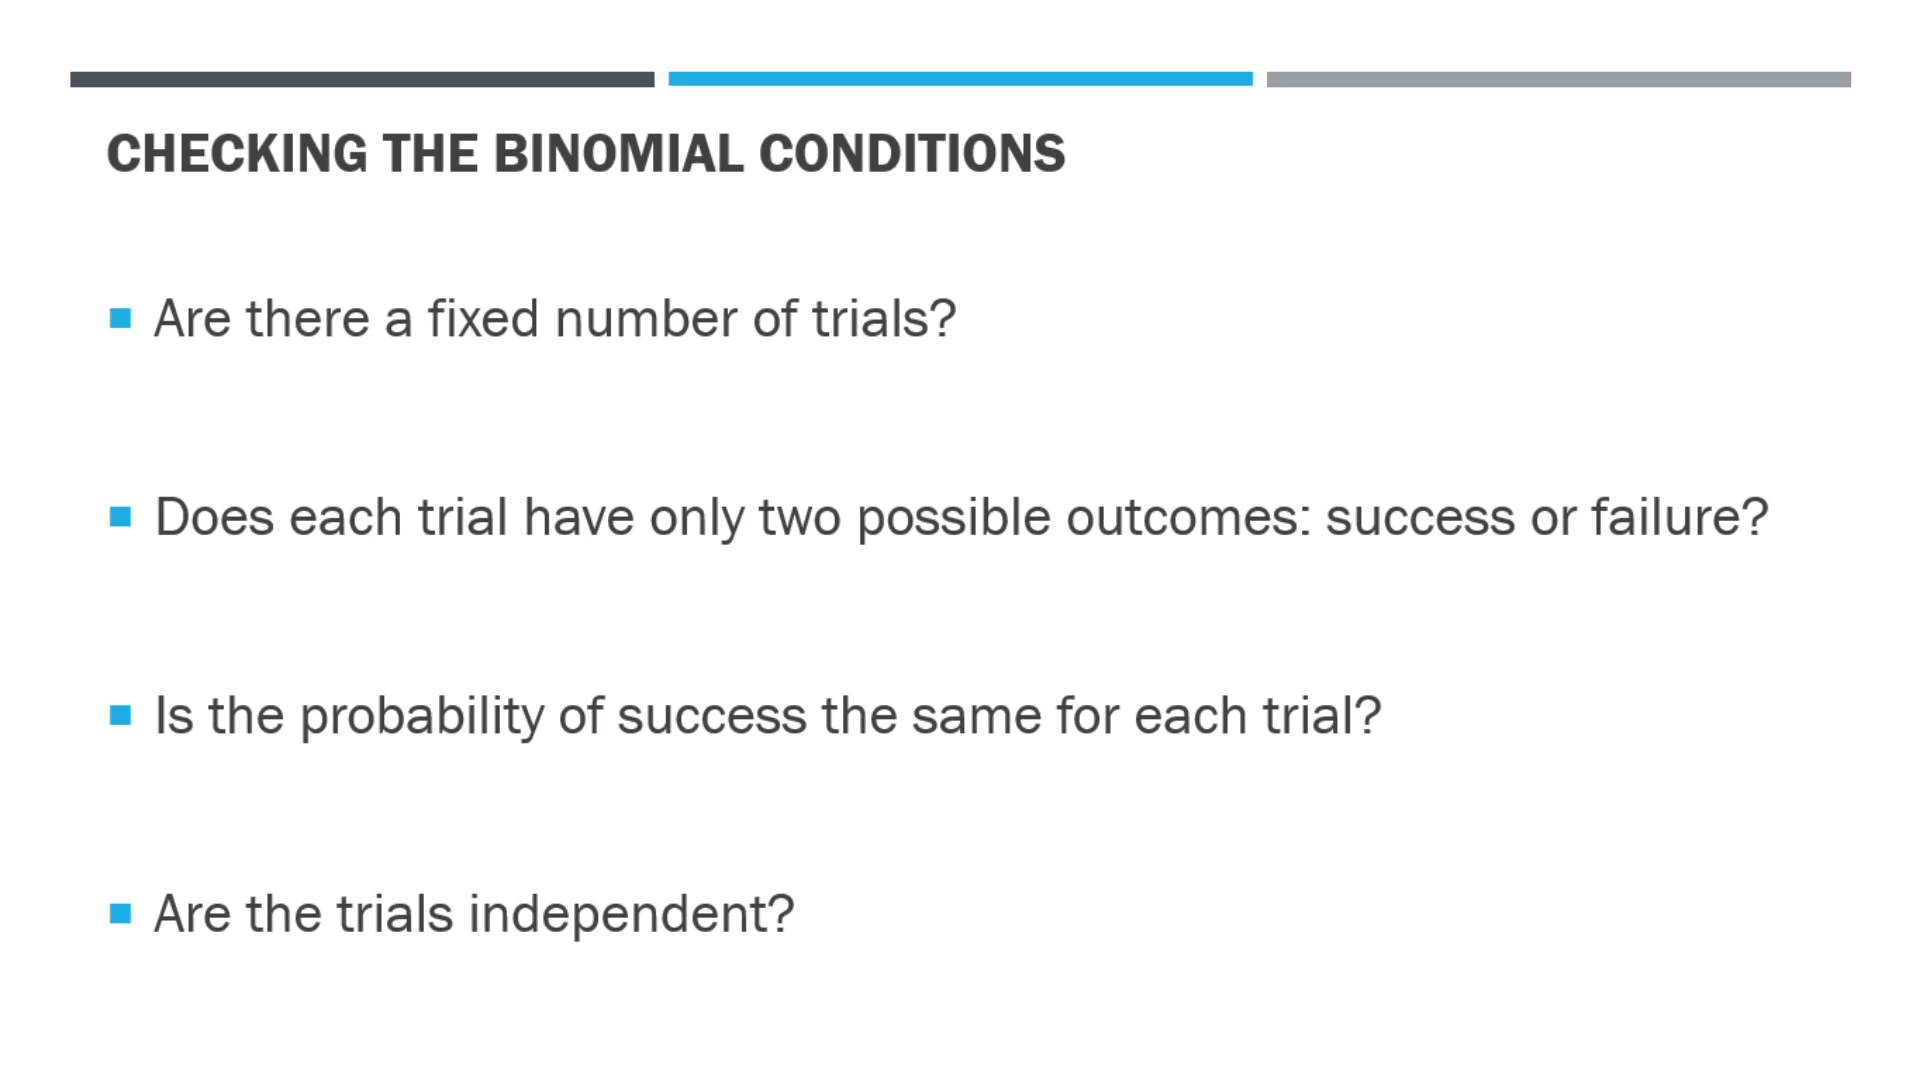 CHECKING THE BINOMIAL CONDITIONS
Are there a fixed number of trials?
Does each trial have only two possible outcomes: success or failure?
Is the probability of success the same for each trial?
Are the trials independent?